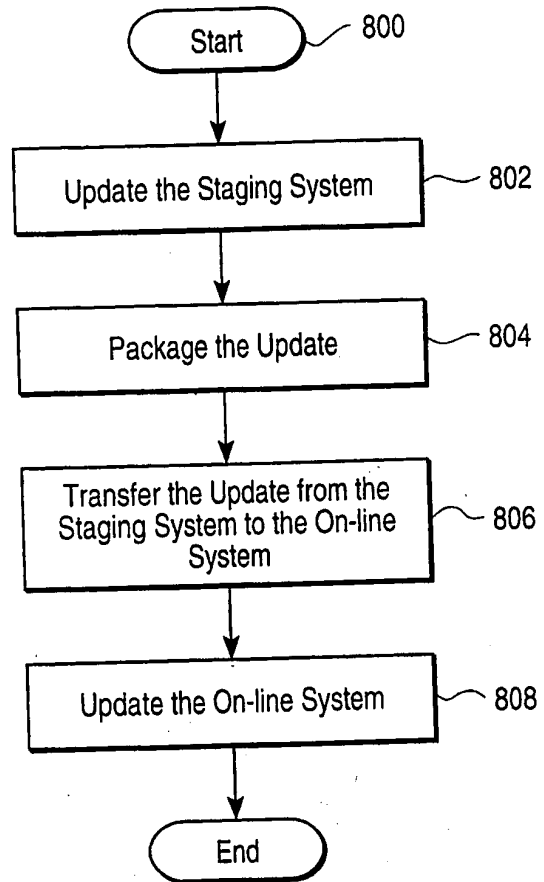 Start
800
Update the Staging System
802
Package the Update
804
Transfer the Update from the
Staging System to the On-line
System
806
Update the On-line System
808
End